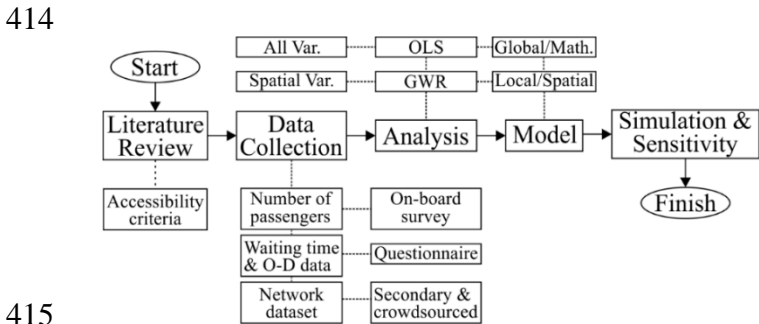 414
All Var.
OLS
Global/Math.
Start
Spatial Var.
GWR
Local/Spatial
Literature
Review
Data
Collection
Analysis
Model
Simulation &
Sensitivity
Accessibility
criteria
Number of
passengers
On-board
survey
Finish
Waiting time
& O-D data
Questionnaire
Network
dataset
Secondary &
crowdsourced
415